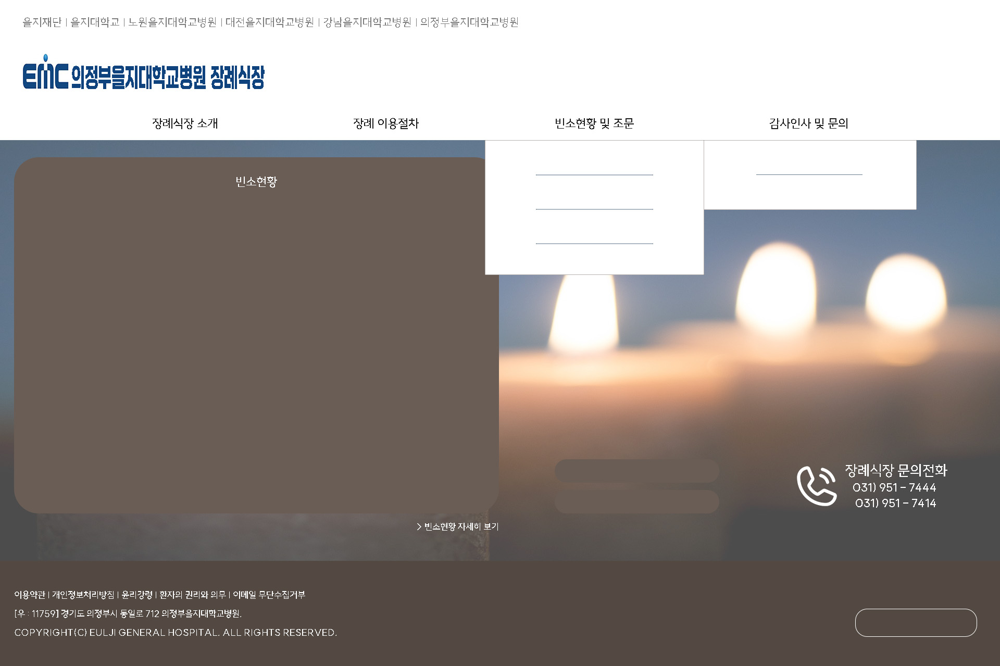 을지재단 | 을지대학교 | 노원을지대학교병원 | 대전을지대학교병원 | 강남을지대학교병원 | 의정부을지대학교병원
EMC 의정부을지대학교병원 장례식장
장례식장 소개
장례 이용절차
빈소현황 및 조문
감사인사 및 문의
빈소현황
장례식장 문의전화
031) 951 - 7444
031) 951 - 7414
> 빈소현황 자세히 보기
이용약관 | 개인정보처리방침 | 윤리강령 | 환자의 권리와 의무 | 이메일 무단수집거부
[우 : 11759] 경기도 의정부시 동일로 712 의정부을지대학교병원.
COPYRIGHT(C) EULJI GENERAL HOSPITAL. ALL RIGHTS RESERVED.